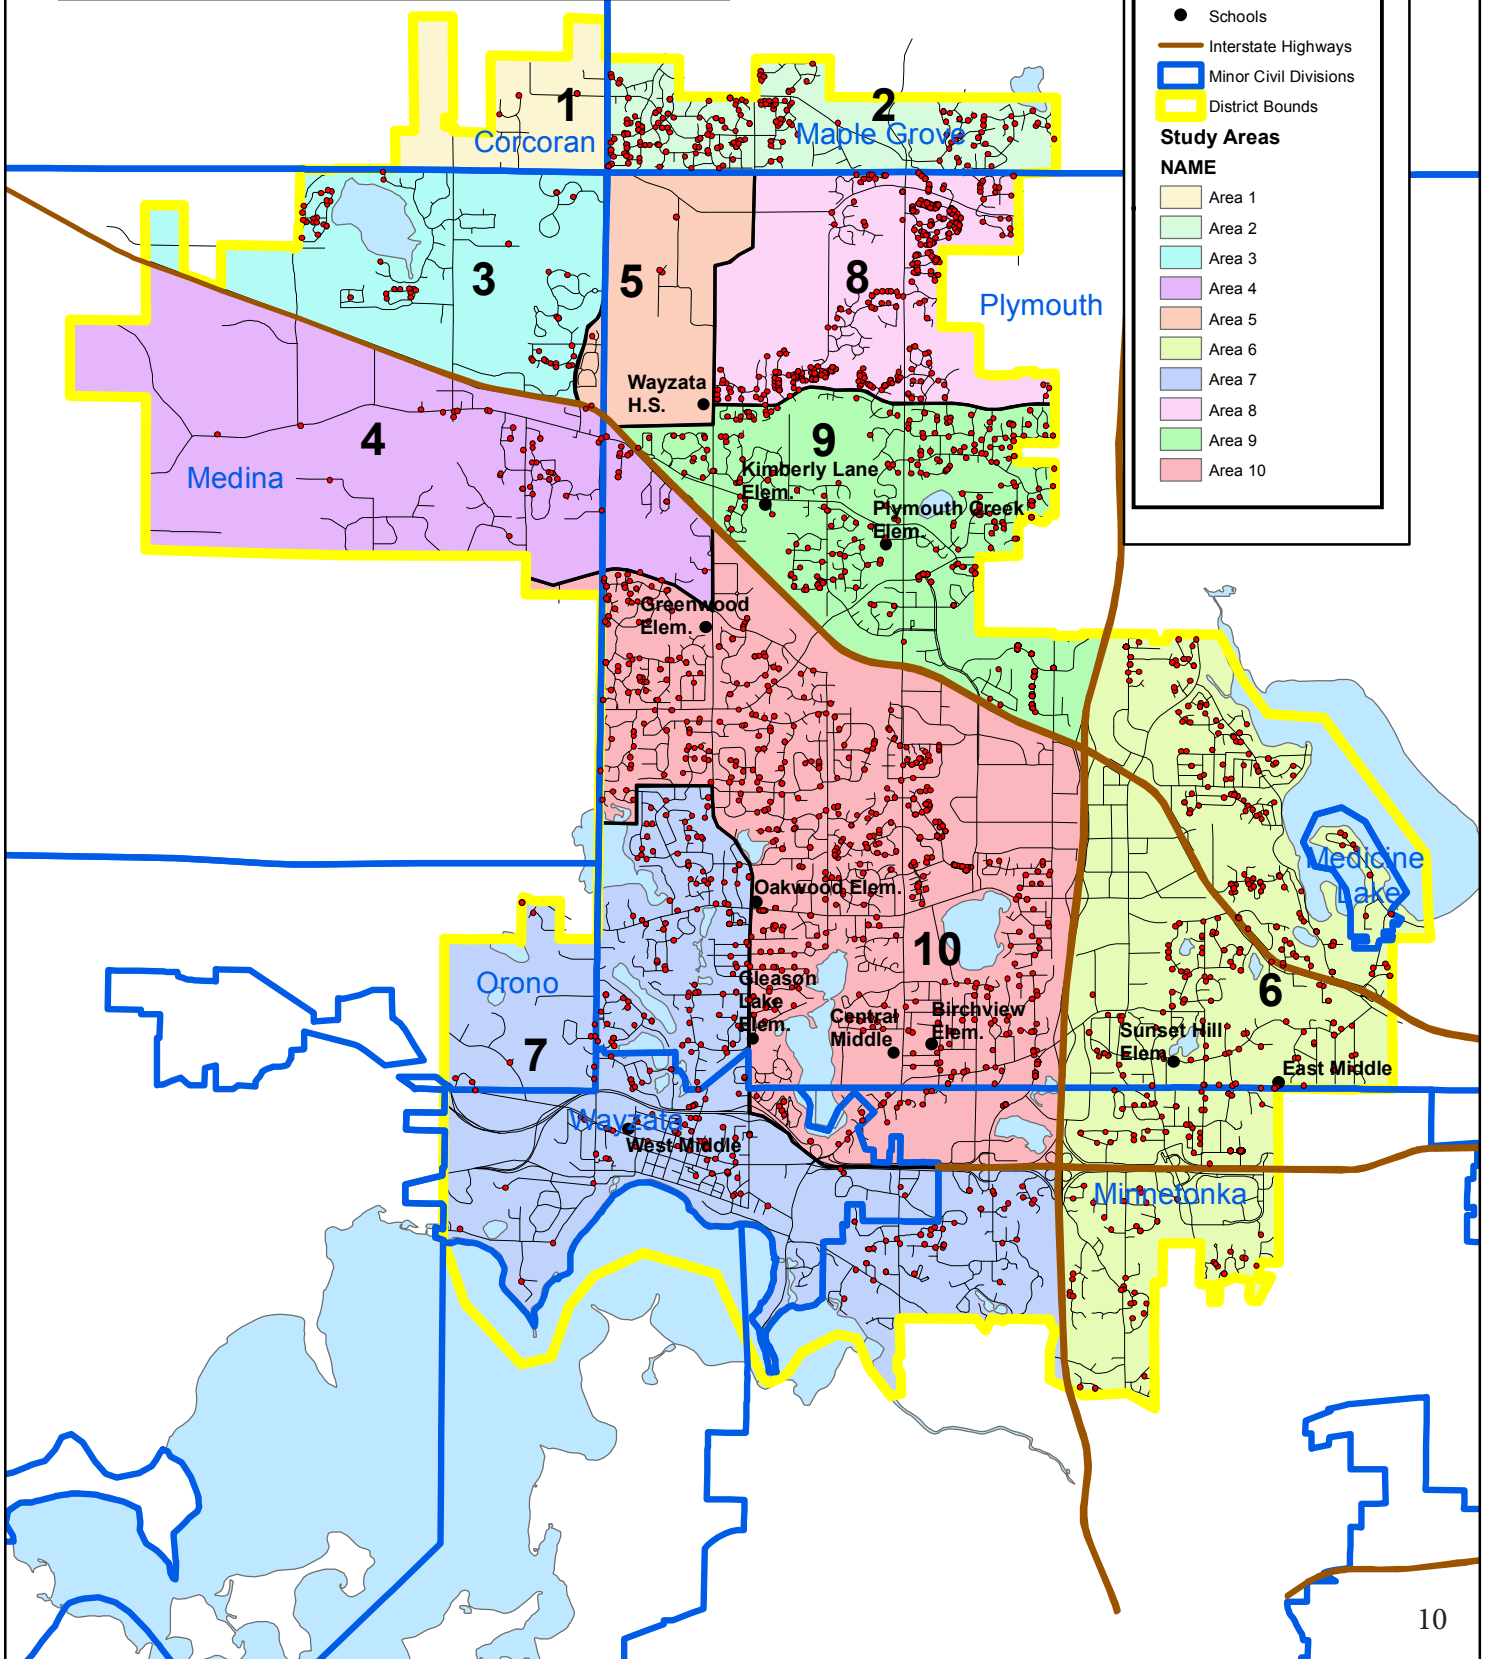 Schools
Interstate Highways
Minor Civil Divisions
District Bounds
Study Areas
NAME
Area 1
Area 2
Area 3
Area 4
Area 5
Area 6
Area 7
Area 8
Area 9
Area 10
1
Corcoran
2
Maple Grove
3
5
8
Plymouth
Wayzata
H.S.
4
Medina
9
Kimberly Lane
Elem.
Plymouth Creek
Elem.
Greenwood
Elem.
Medicine
Lake
Oakwood Elem.
10
Orono
Gleason
Lake
Elem.
Central
Middle
Birchview
Elem.
6
Sunset Hill
Elem.
East Middle
7
Wayzata
West Middle
Minnetonka
10